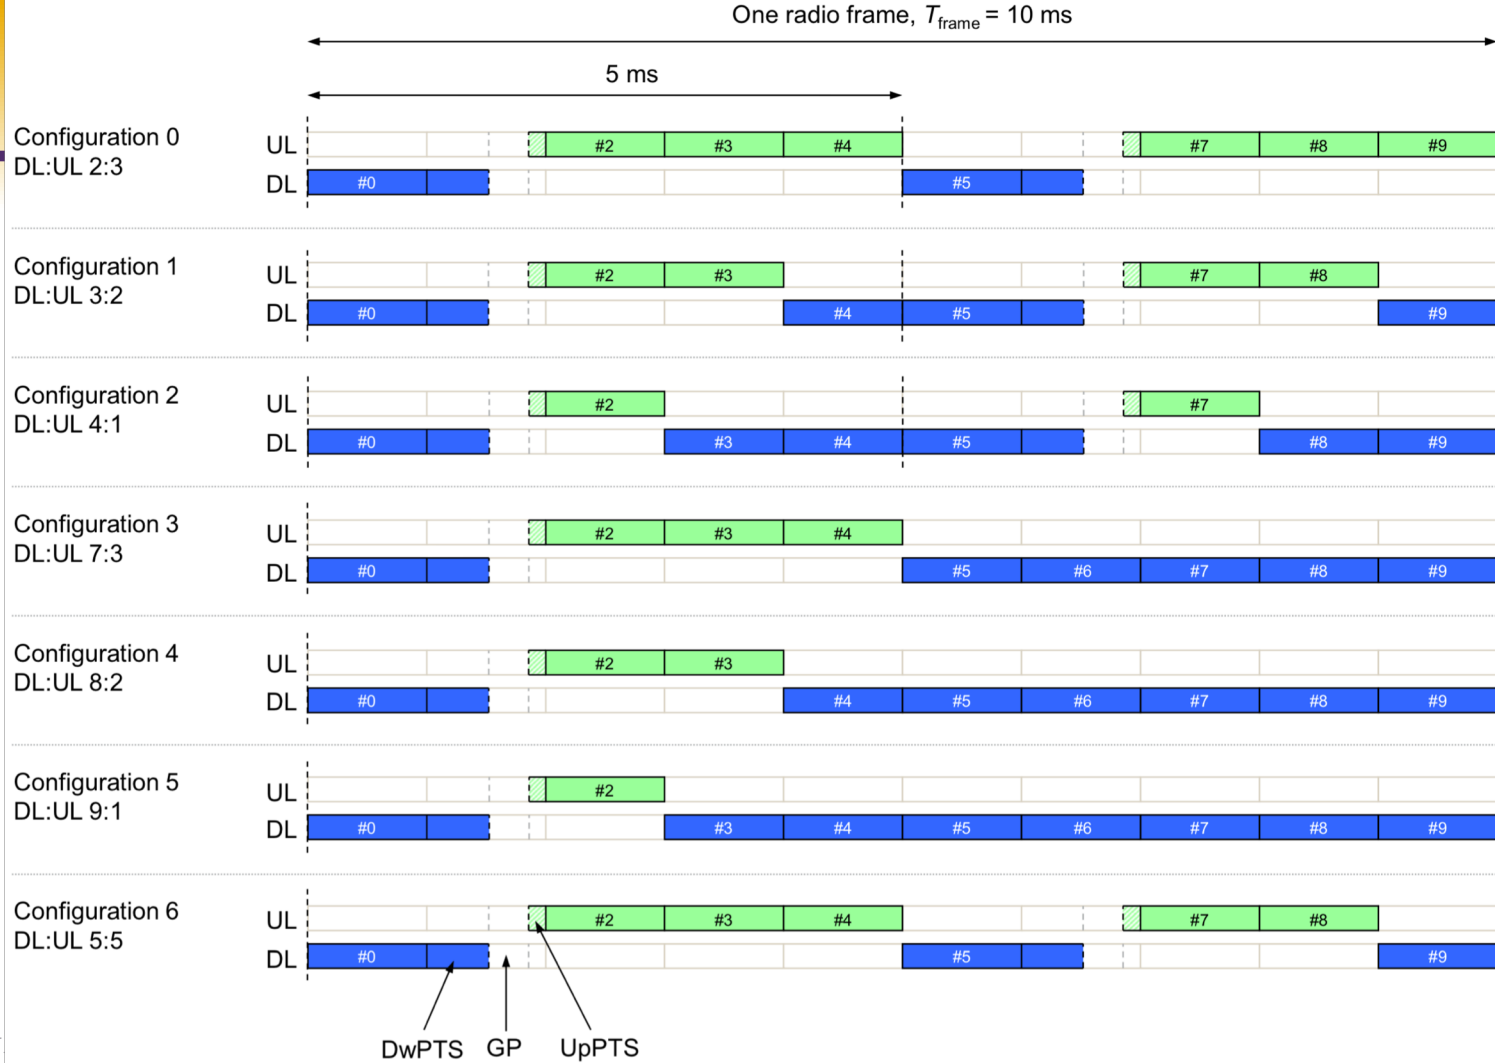 One radio frame, Tframe = 10 ms
5 ms
Configuration 0
DL:UL 2:3
UL #2 #3 #4 #7 #8 #9
DL #0 #5
Configuration 1
DL:UL 3:2
UL #2 #3 #7 #8
DL #0 #4 #5 #9
Configuration 2
DL:UL 4:1
UL #2 #7
DL #0 #3 #4 #5 #8 #9
Configuration 3
DL:UL 7:3
UL #2 #3 #4
DL #0 #5 #6 #7 #8 #9
Configuration 4
DL:UL 8:2
UL #2 #3
DL #0 #4 #5 #6 #7 #8 #9
Configuration 5
DL:UL 9:1
UL #2
DL #0 #3 #4 #5 #6 #7 #8 #9
Configuration 6
DL:UL 5:5
UL #2 #3 #4 #7 #8
DL #0 #5 #9
DwPTS GP UpPTS